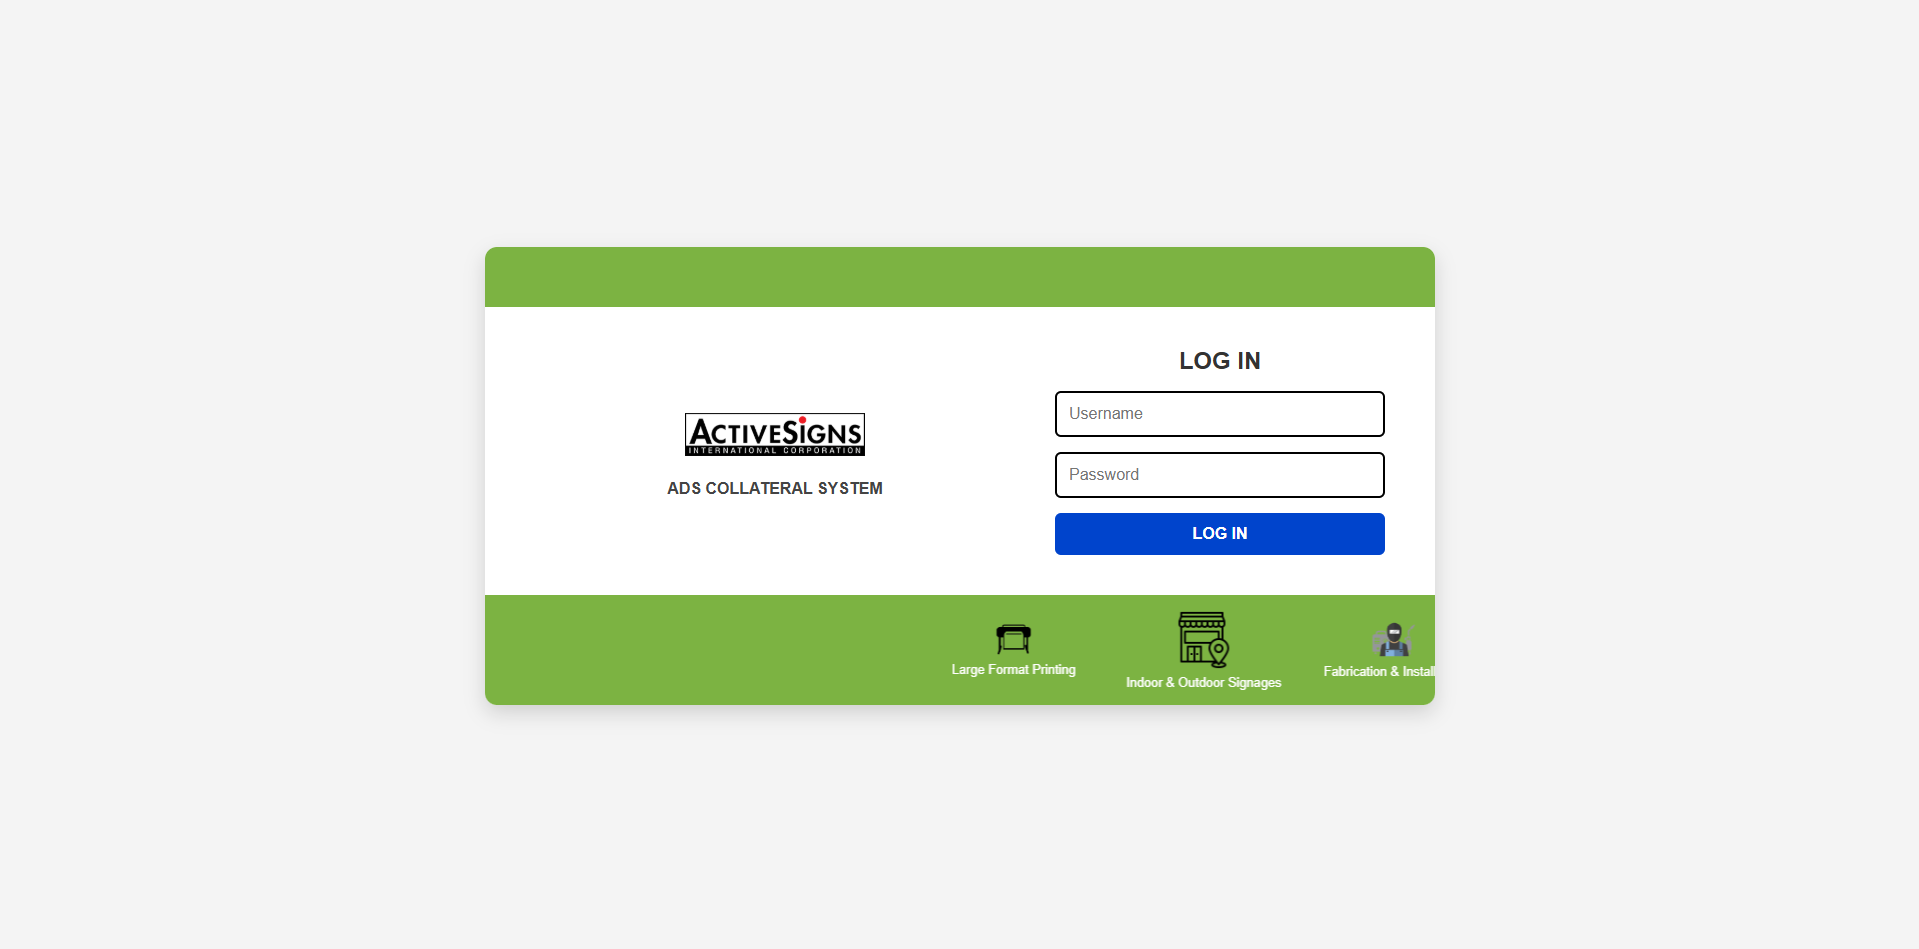 ACTIVESIGNS
INTERNATIONAL CORPORATION
ADS COLLATERAL SYSTEM
LOG IN
Username
Password
LOG IN
Large Format Printing
Indoor & Outdoor Signages
Fabrication & Install